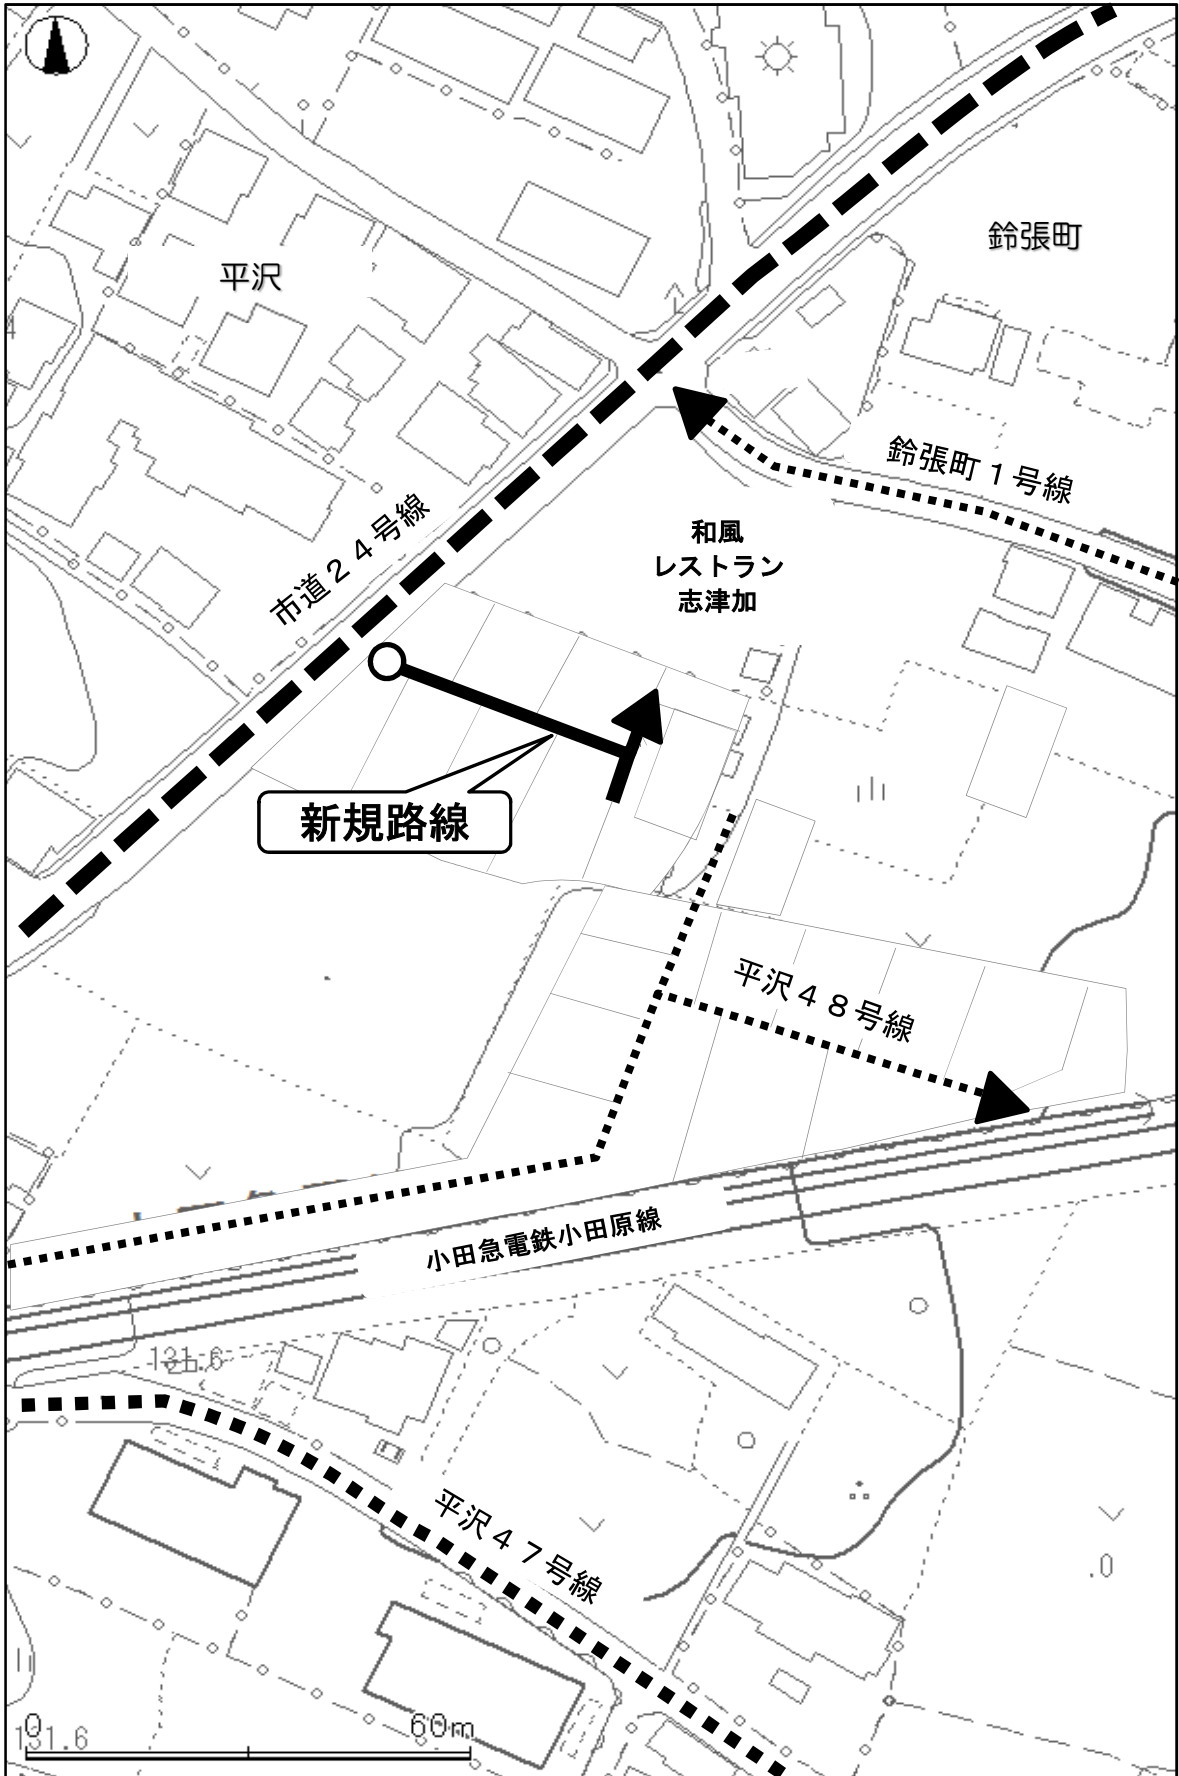 鈴張町
平沢
鈴張町１号線
市道２４号線
和風
レストラン
志津加
新規路線
平沢４８号線
小田急電鉄小田原線
131.6
平沢４７号線
.0
0
60m
131.6